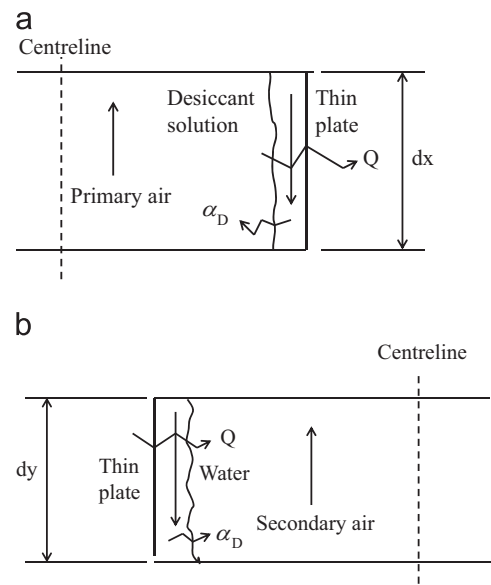 a
Centreline
Desiccant
solution
Thin
plate
Q
dx
Primary air
α_D
b
Centreline
dy
Thin
plate
Q
Water
α_D
Secondary air